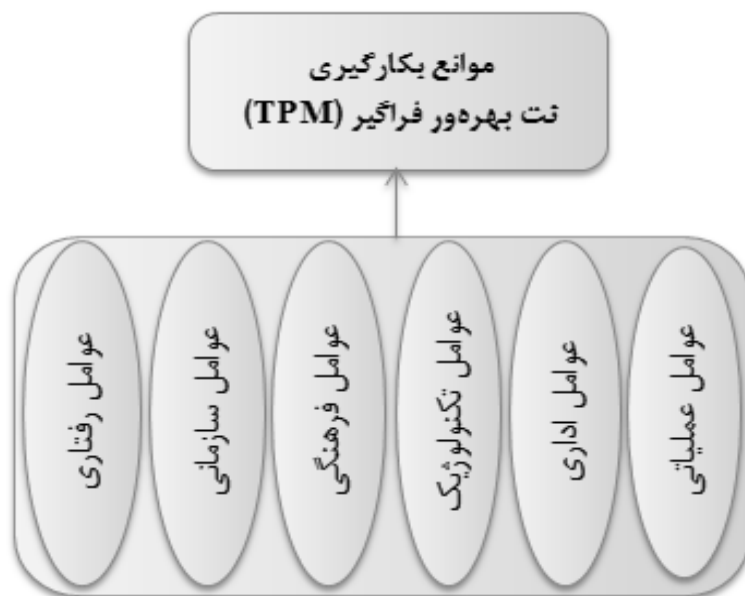 موانع بکارگیری
نت بهره‌ور فراگیر (TPM)
عوامل عملیاتی
عوامل اداری
عوامل تکنولوژیک
عوامل فرهنگی
عوامل سازمانی
عوامل رفتاری